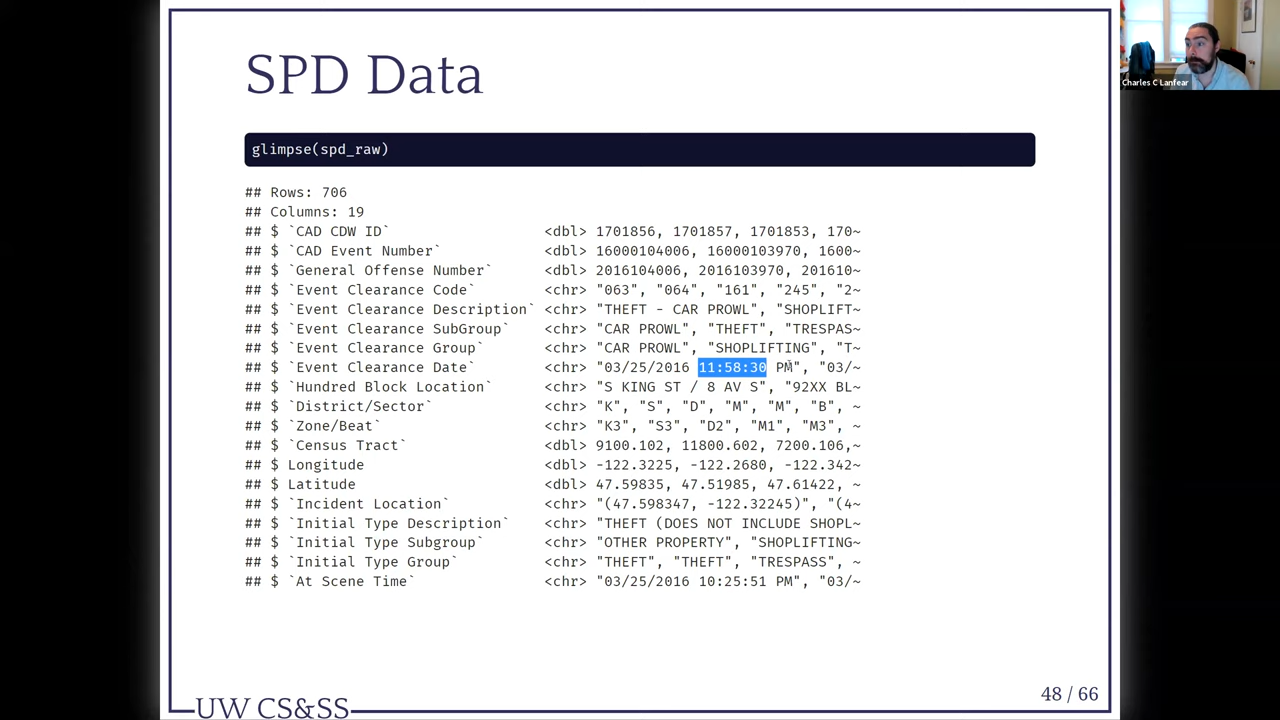 SPD Data
Charles C Lanfear
glimpse(spd_raw)
## Rows: 706
## Columns: 19
## $ `CAD CDW ID` <dbl> 1701856, 1701857, 1701853, 170~
## $ `CAD Event Number` <dbl> 16000104006, 16000103970, 1600~
## $ `General Offense Number` <dbl> 2016104006, 2016103970, 201610~
## $ `Event Clearance Code` <chr> "063", "064", "161", "245", "2~
## $ `Event Clearance Description` <chr> "THEFT - CAR PROWL", "SHOPLIFT~
## $ `Event Clearance SubGroup` <chr> "CAR PROWL", "THEFT", "TRESPAS~
## $ `Event Clearance Group` <chr> "CAR PROWL", "SHOPLIFTING", "T~
## $ `Event Clearance Date` <chr> "03/25/2016 11:58:30 PM", "03/~
## $ `Hundred Block Location` <chr> "S KING ST / 8 AV S", "92XX BL~
## $ `District/Sector` <chr> "K", "S", "D", "M", "M", "B", ~
## $ `Zone/Beat` <chr> "K3", "S3", "D2", "M1", "M3", ~
## $ `Census Tract` <dbl> 9100.102, 11800.602, 7200.106,~
## $ Longitude <dbl> -122.3225, -122.2680, -122.342~
## $ Latitude <dbl> 47.59835, 47.51985, 47.61422, ~
## $ `Incident Location` <chr> "(47.598347, -122.32245)", "(4~
## $ `Initial Type Description` <chr> "THEFT (DOES NOT INCLUDE SHOPL~
## $ `Initial Type Subgroup` <chr> "OTHER PROPERTY", "SHOPLIFTING~
## $ `Initial Type Group` <chr> "THEFT", "THEFT", "TRESPASS", ~
## $ `At Scene Time` <chr> "03/25/2016 10:25:51 PM", "03/~
48 / 66
UW CS&SS